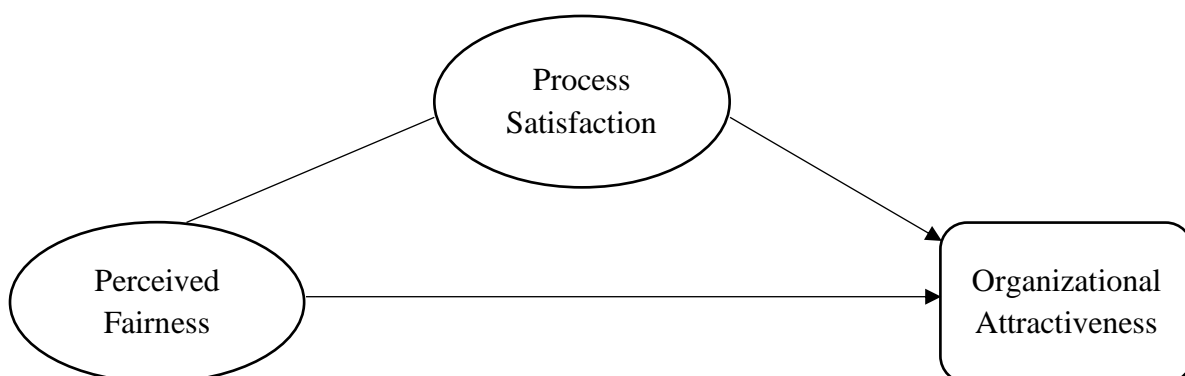 Process
Satisfaction
Perceived
Fairness
Organizational
Attractiveness